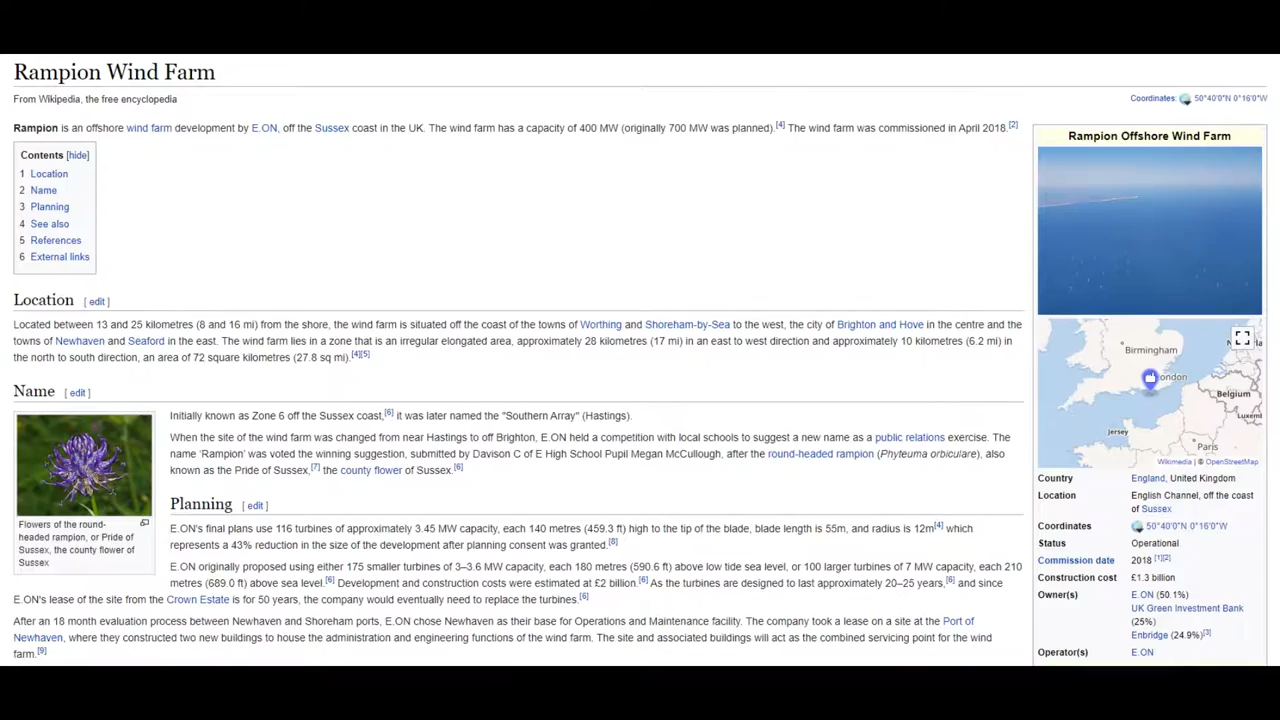 Rampion Wind Farm
From Wikipedia, the free encyclopedia
Coordinates: 50°40′0″N 0°16′0″W
Rampion is an offshore wind farm development by E.ON, off the Sussex coast in the UK. The wind farm has a capacity of 400 MW (originally 700 MW was planned).[4] The wind farm was commissioned in April 2018.[2]
Contents [hide]
1 Location
2 Name
3 Planning
4 See also
5 References
6 External links
Location [ edit ]
Located between 13 and 25 kilometres (8 and 16 mi) from the shore, the wind farm is situated off the coast of the towns of Worthing and Shoreham-by-Sea to the west, the city of Brighton and Hove in the centre and the
towns of Newhaven and Seaford in the east. The wind farm lies in a zone that is an irregular elongated area, approximately 28 kilometres (17 mi) in an east to west direction and approximately 10 kilometres (6.2 mi) in
the north to south direction, an area of 72 square kilometres (27.8 sq mi).[4][5]
Name [ edit ]
Initially known as Zone 6 off the Sussex coast,[6] it was later named the "Southern Array" (Hastings).
When the site of the wind farm was changed from near Hastings to off Brighton, E.ON held a competition with local schools to suggest a new name as a public relations exercise. The
name 'Rampion' was voted the winning suggestion, submitted by Davison C of E High School Pupil Megan McCullough, after the round-headed rampion (Phyteuma orbiculare), also
known as the Pride of Sussex,[7] the county flower of Sussex.[6]
Flowers of the round-
headed rampion, or Pride of
Sussex, the county flower of
Sussex
Planning [ edit ]
E.ON's final plans use 116 turbines of approximately 3.45 MW capacity, each 140 metres (459.3 ft) high to the tip of the blade, blade length is 55m, and radius is 12m[4] which
represents a 43% reduction in the size of the development after planning consent was granted.[8]
E.ON originally proposed using either 175 smaller turbines of 3–3.6 MW capacity, each 180 metres (590.6 ft) above low tide sea level, or 100 larger turbines of 7 MW capacity, each 210
metres (689.0 ft) above sea level.[6] Development and construction costs were estimated at £2 billion.[6] As the turbines are designed to last approximately 20–25 years,[6] and since
E.ON's lease of the site from the Crown Estate is for 50 years, the company would eventually need to replace the turbines.[6]
After an 18 month evaluation process between Newhaven and Shoreham ports, E.ON chose Newhaven as their base for Operations and Maintenance facility. The company took a lease on a site at the Port of
Newhaven, where they constructed two new buildings to house the administration and engineering functions of the wind farm. The site and associated buildings will act as the combined servicing point for the wind
farm.[9]
Rampion Offshore Wind Farm
Birmingham
ondon
Belgium
Luxemb
Jersey
Paris
Wikimedia | © OpenStreetMap
Country England, United Kingdom
Location English Channel, off the coast
of Sussex
Coordinates 50°40′0″N 0°16′0″W
Status Operational
Commission date 2018 [1][2]
Construction cost £1.3 billion
Owner(s) E.ON (50.1%)
UK Green Investment Bank
(25%)
Enbridge (24.9%)[3]
Operator(s) E.ON